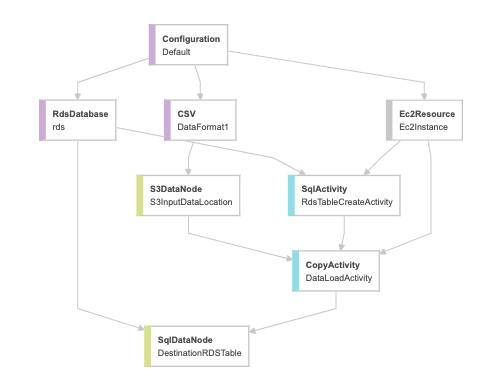 Configuration
Default
RdsDatabase
rds
CSV
DataFormat1
Ec2Resource
Ec2Instance
S3DataNode
S3InputDataLocation
SqlActivity
RdsTableCreateActivity
CopyActivity
DataLoadActivity
SqlDataNode
DestinationRDSTable